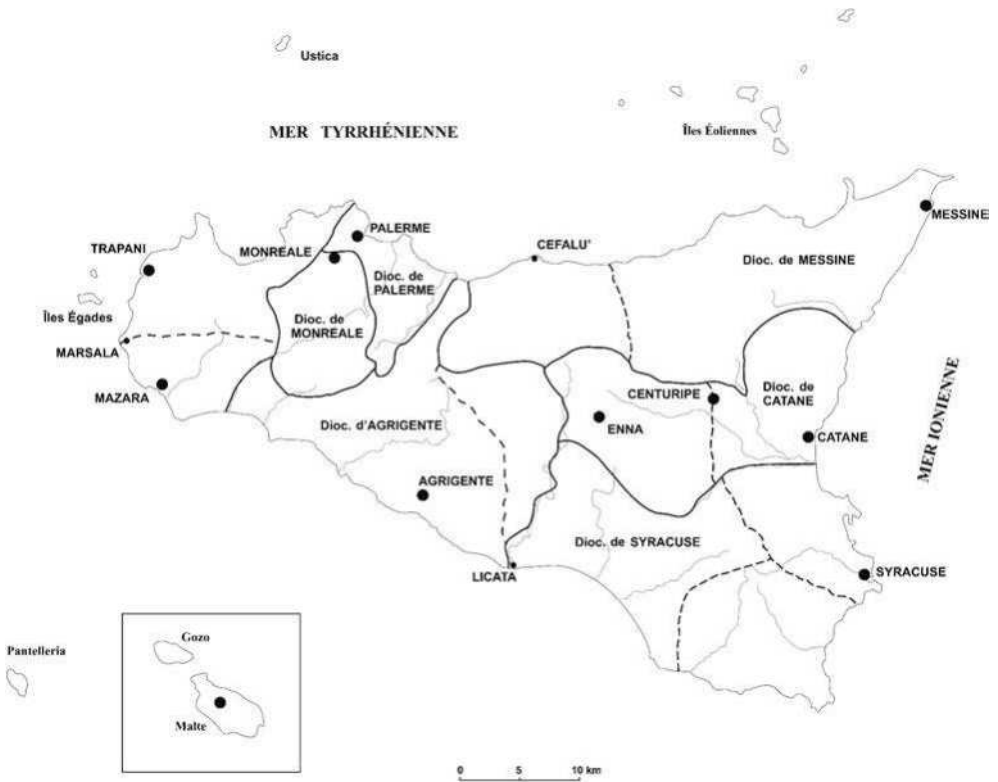 Ustica
Îles Éoliennes
MER TYRRHÉNIENNE
MESSINE
PALERME
TRAPANI
MONREALE
CEFALU'
Dioc. de MESSINE
Dioc. de
PALERME
Îles Égades
Dioc. de
MONREALE
MARSALA
MAZARA
CENTURIPE
Dioc. de
CATANE
MER IONIENNE
Dioc. d'AGRIGENTE
ENNA
CATANE
AGRIGENTE
Dioc. de SYRACUSE
LICATA
SYRACUSE
Gozo
Pantelleria
Malte
0 5 10 km